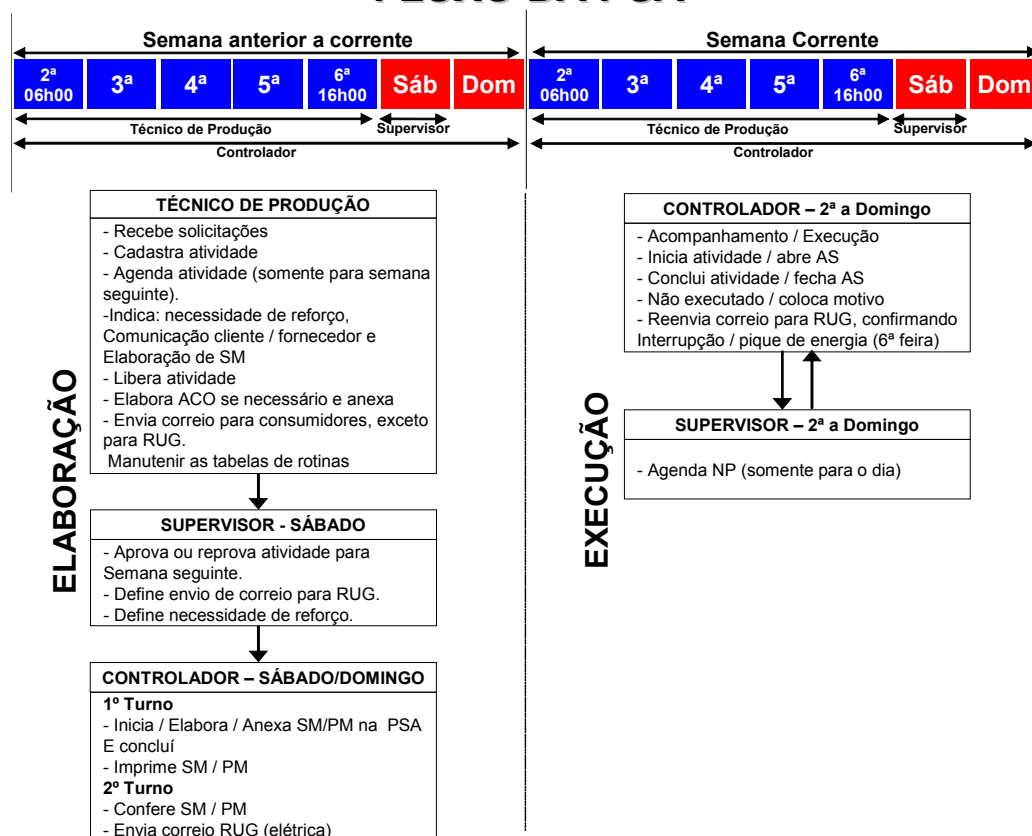 Semana anterior a corrente
2ª 06h00 3ª 4ª 5ª 6ª 16h00 Sáb Dom
Técnico de Produção Supervisor
Controlador
Semana Corrente
2ª 06h00 3ª 4ª 5ª 6ª 16h00 Sáb Dom
Técnico de Produção Supervisor
Controlador
ELABORAÇÃO
TÉCNICO DE PRODUÇÃO
- Recebe solicitações
- Cadastra atividade
- Agenda atividade (somente para semana
seguinte).
-Indica: necessidade de reforço,
Comunicação cliente / fornecedor e
Elaboração de SM
- Libera atividade
- Elabora ACO se necessário e anexa
- Envia correio para consumidores, exceto
para RUG.
Manutenir as tabelas de rotinas
SUPERVISOR - SÁBADO
- Aprova ou reprova atividade para
Semana seguinte.
- Define envio de correio para RUG.
- Define necessidade de reforço.
CONTROLADOR – SÁBADO/DOMINGO
1º Turno
- Inicia / Elabora / Anexa SM/PM na PSA
E concluí
- Imprime SM / PM
2º Turno
- Confere SM / PM
- Envia correio RUG (elétrica)
EXECUÇÃO
CONTROLADOR – 2ª a Domingo
- Acompanhamento / Execução
- Inicia atividade / abre AS
- Conclui atividade / fecha AS
- Não executado / coloca motivo
- Reenvia correio para RUG, confirmando
Interrupção / pique de energia (6ª feira)
SUPERVISOR – 2ª a Domingo
- Agenda NP (somente para o dia)